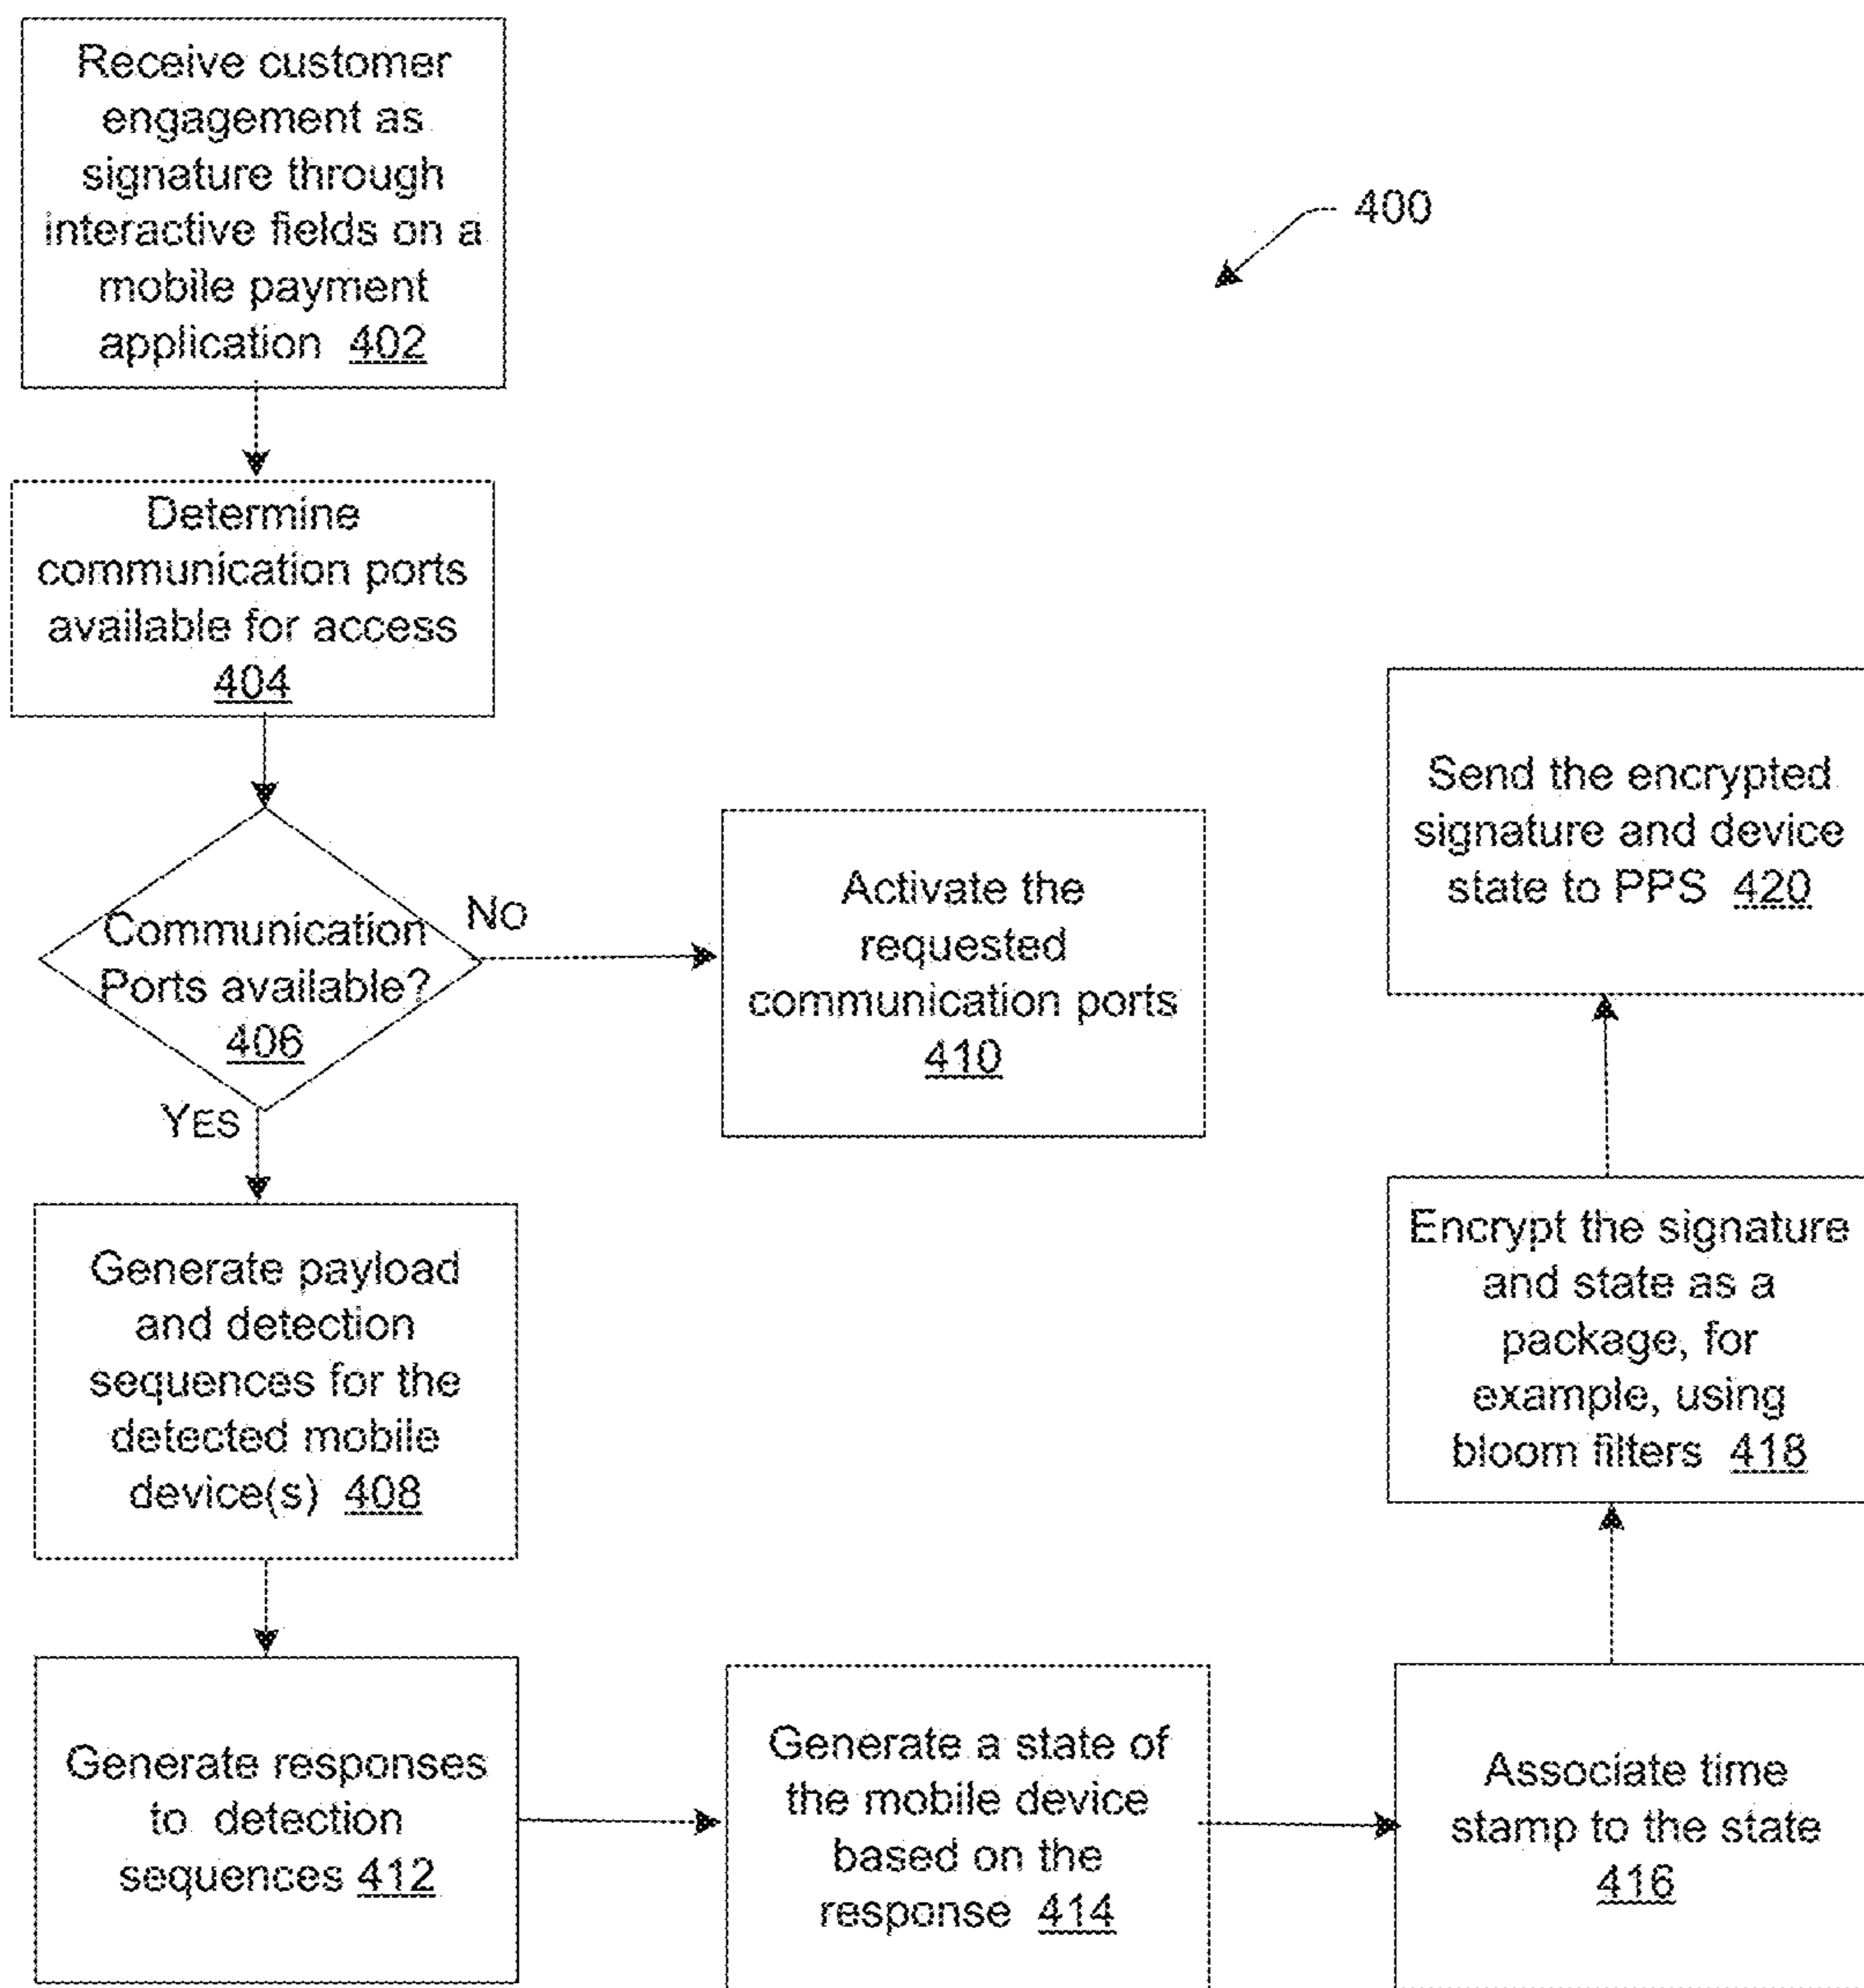 Receive customer
engagement as
signature through
interactive fields on a
mobile payment
application 402
400
Determine
communication ports
available for access
404
Communication
Ports available?
406
NO
YES
Activate the
requested
communication ports
410
Generate payload
and detection
sequences for the
detected mobile
device(s) 408
Generate responses
to detection
sequences 412
Generate a state of
the mobile device
based on the
response 414
Associate time
stamp to the state
416
Encrypt the signature
and state as a
package, for
example, using
bloom filters 418
Send the encrypted
signature and device
state to PPS 420